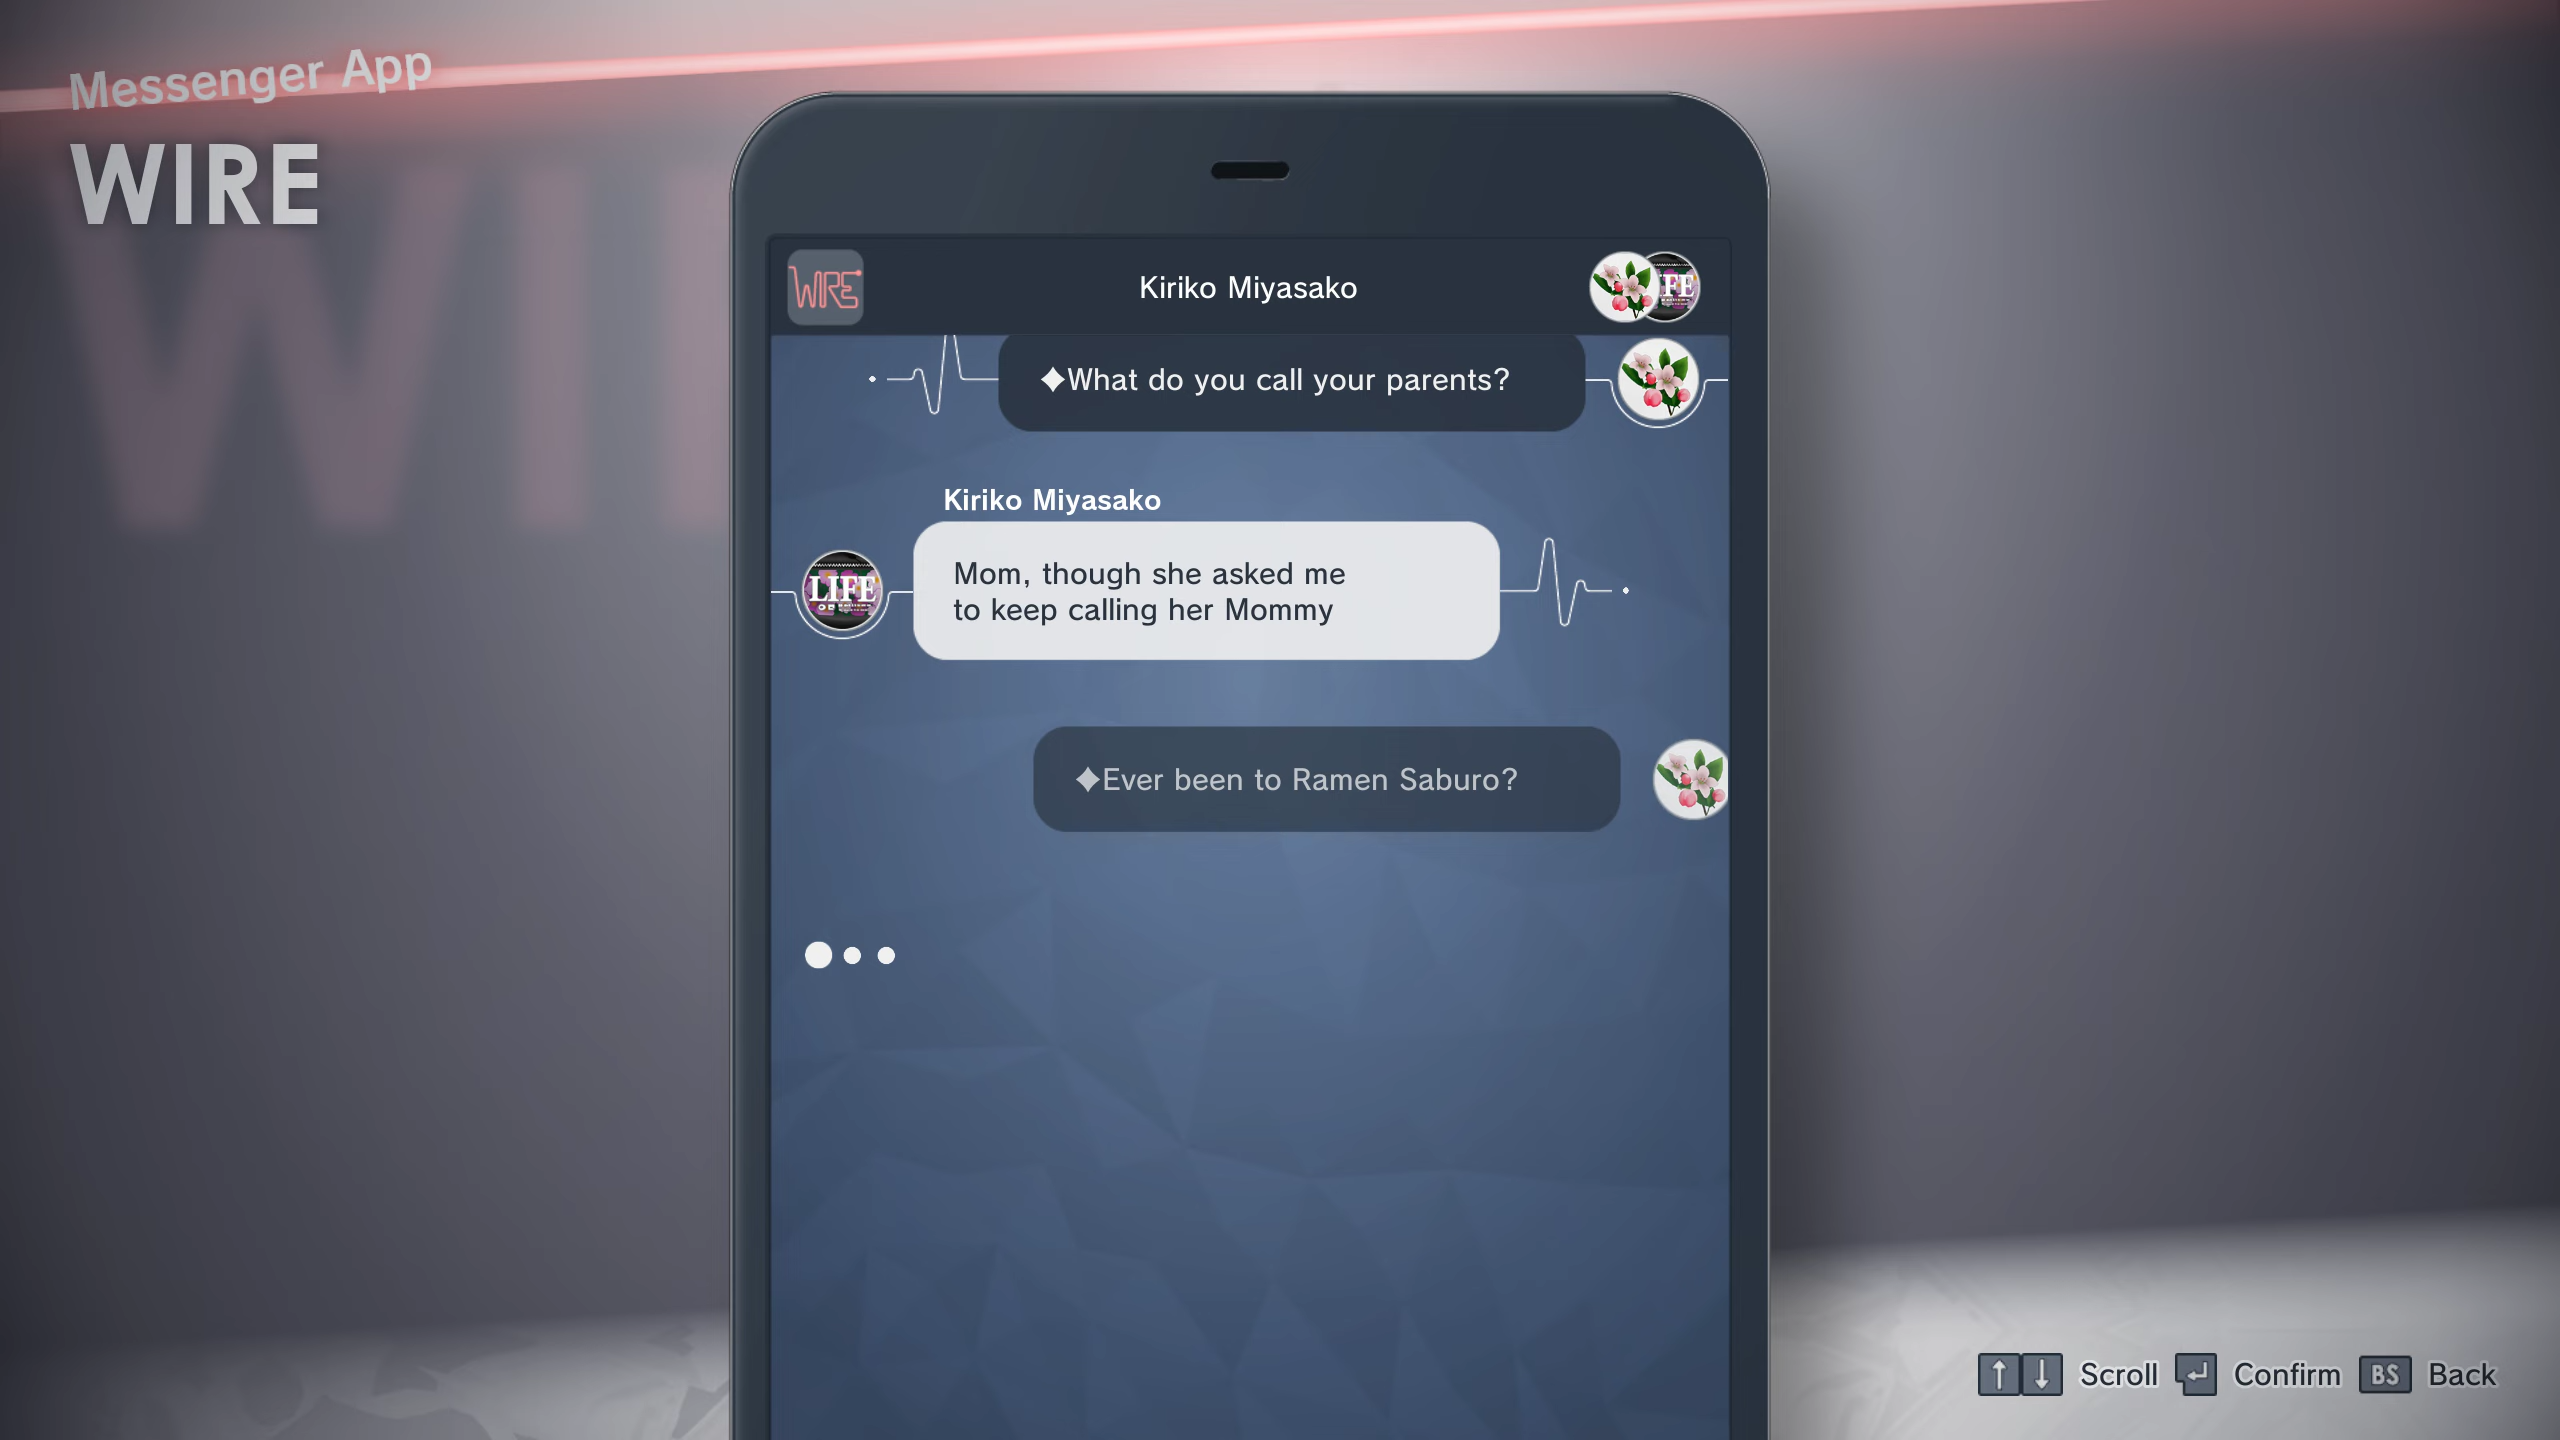 Messenger App
WIRE
WIRE
Kiriko Miyasako
✦What do you call your parents?
Kiriko Miyasako
LIFE
Mom, though she asked me
to keep calling her Mommy
✦Ever been to Ramen Saburo?
↑ ↓ Scroll Confirm BS Back